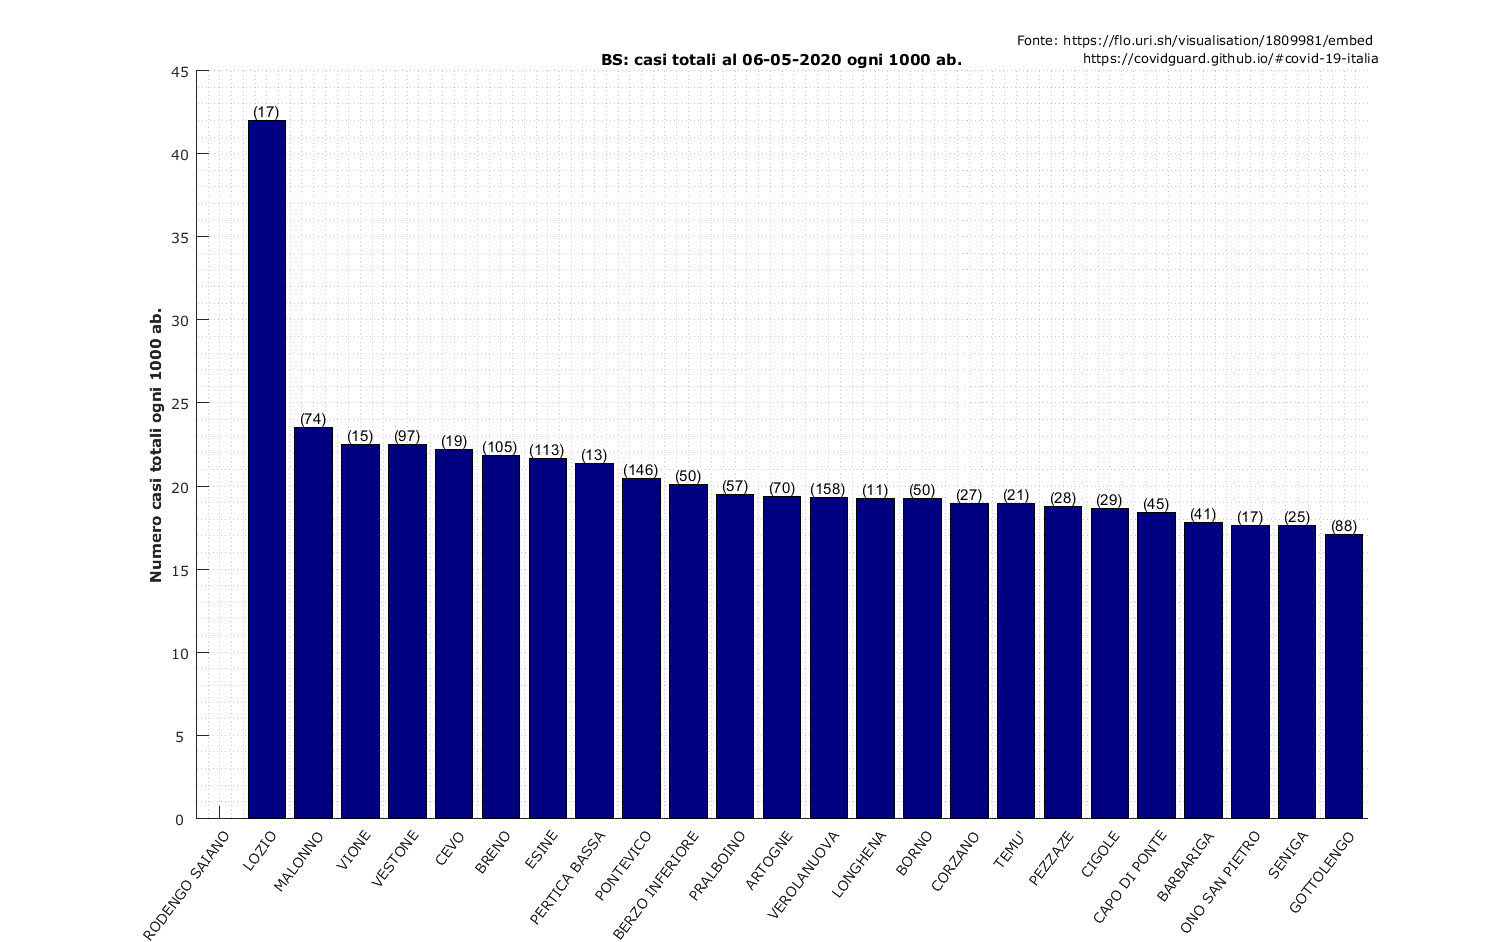 Fonte: https://flo.uri.sh/visualisation/1809981/embed
https://covidguard.github.io/#covid-19-italia
BS: casi totali al 06-05-2020 ogni 1000 ab.
Numero casi totali ogni 1000 ab.
45
40
35
30
25
20
15
10
5
0
(17)
(74)
(15)
(97)
(19)
(105)
(113)
(13)
(146)
(50)
(57)
(70)
(158)
(11)
(50)
(27)
(21)
(28)
(29)
(45)
(41)
(17)
(25)
(88)
RODENGO SAIANO
LOZIO
MALONNO
VIONE
VESTONE
CEVO
BRENO
ESINE
PERTICA BASSA
PONTEVICO
BERZO INFERIORE
PRALBOINO
ARTOGNE
VEROLANUOVA
LONGHENA
BORNO
CORZANO
TEMU'
PEZZAZE
CIGOLE
CAPO DI PONTE
BARBARIGA
ONO SAN PIETRO
SENIGA
GOTTOLENGO